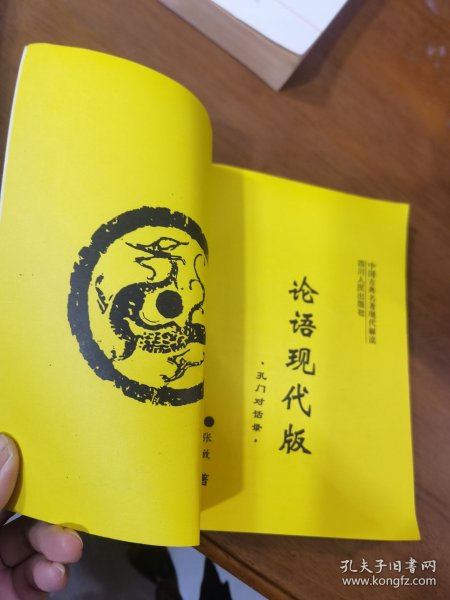 中国古典名著现代解读
四川人民出版社
论语现代版
·孔门对话录·
●张
著
孔夫子旧书网
www.kongfz.com